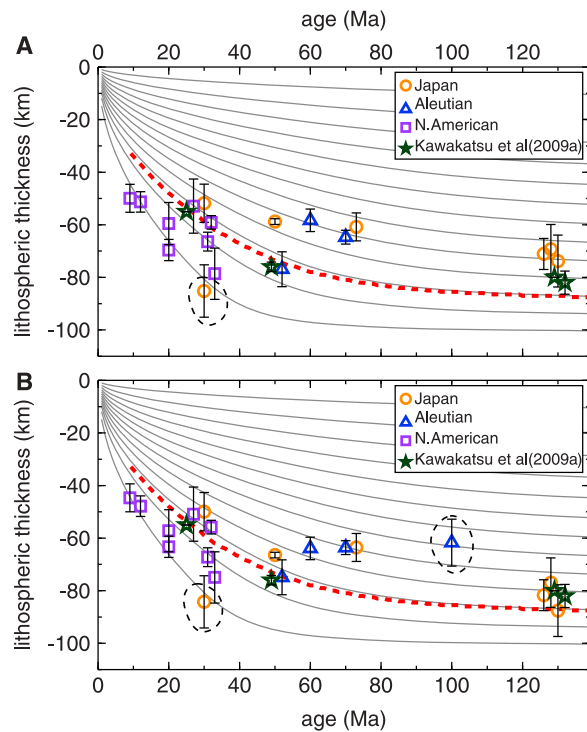 age (Ma)
0 20 40 60 80 100 120
A
lithospheric thickness (km)
0
-20
-40
-60
-80
-100
Japan
Aleutian
N.American
Kawakatsu et al(2009a)
B
lithospheric thickness (km)
0
-20
-40
-60
-80
-100
-110
Japan
Aleutian
N.American
Kawakatsu et al(2009a)
0 20 40 60 80 100 120
age (Ma)